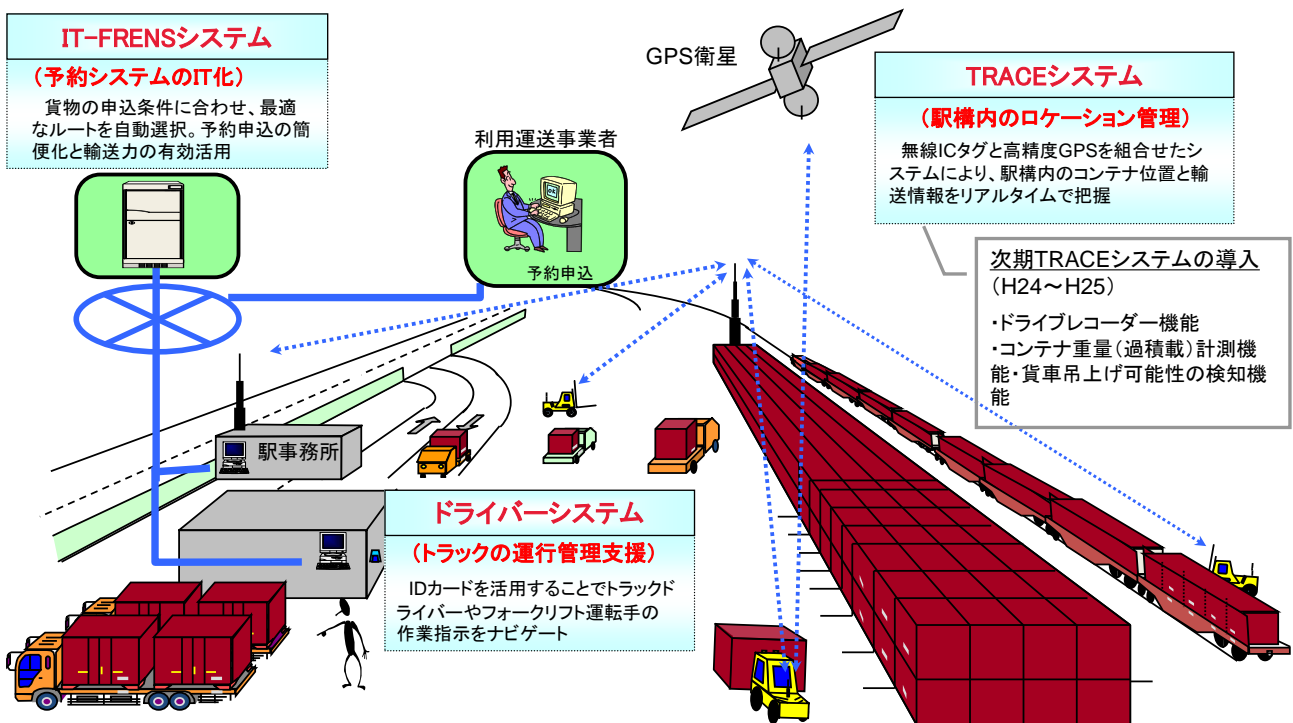 IT-FRENSシステム
(予約システムのIT化)
貨物の申込条件に合わせ、最適
なルートを自動選択。予約申込の簡
便化と輸送力の有効活用
GPS衛星
TRACEシステム
(駅構内のロケーション管理)
無線ICタグと高精度GPSを組合せたシ
ステムにより、駅構内のコンテナ位置と輸
送情報をリアルタイムで把握
利用運送事業者
予約申込
次期TRACEシステムの導入
(H24～H25)
・ドライブレコーダー機能
・コンテナ重量(過積載)計測機
能・貨車吊上げ可能性の検知機
能
駅事務所
ドライバーシステム
(トラックの運行管理支援)
IDカードを活用することでトラックド
ライバーやフォークリフト運転手の
作業指示をナビゲート